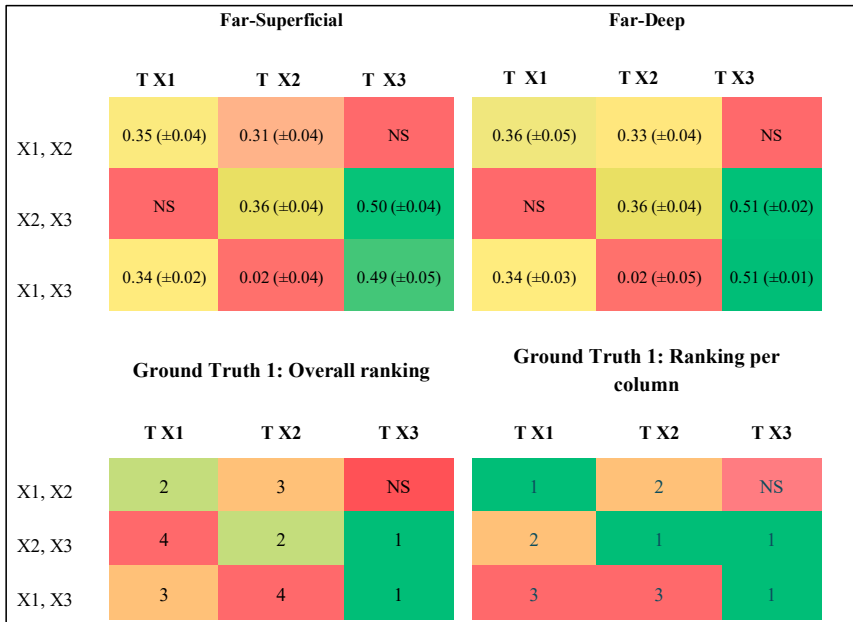 Far-Superficial Far-Deep
T X1 T X2 T X3 T X1 T X2 T X3
X1, X2 0.35 (±0.04) 0.31 (±0.04) NS 0.36 (±0.05) 0.33 (±0.04) NS
X2, X3 NS 0.36 (±0.04) 0.50 (±0.04) NS 0.36 (±0.04) 0.51 (±0.02)
X1, X3 0.34 (±0.02) 0.02 (±0.04) 0.49 (±0.05) 0.34 (±0.03) 0.02 (±0.05) 0.51 (±0.01)
Ground Truth 1: Overall ranking
Ground Truth 1: Ranking per
column
T X1 T X2 T X3 T X1 T X2 T X3
X1, X2 2 3 NS 1 2 NS
X2, X3 4 2 1 2 1 1
X1, X3 3 4 1 3 3 1